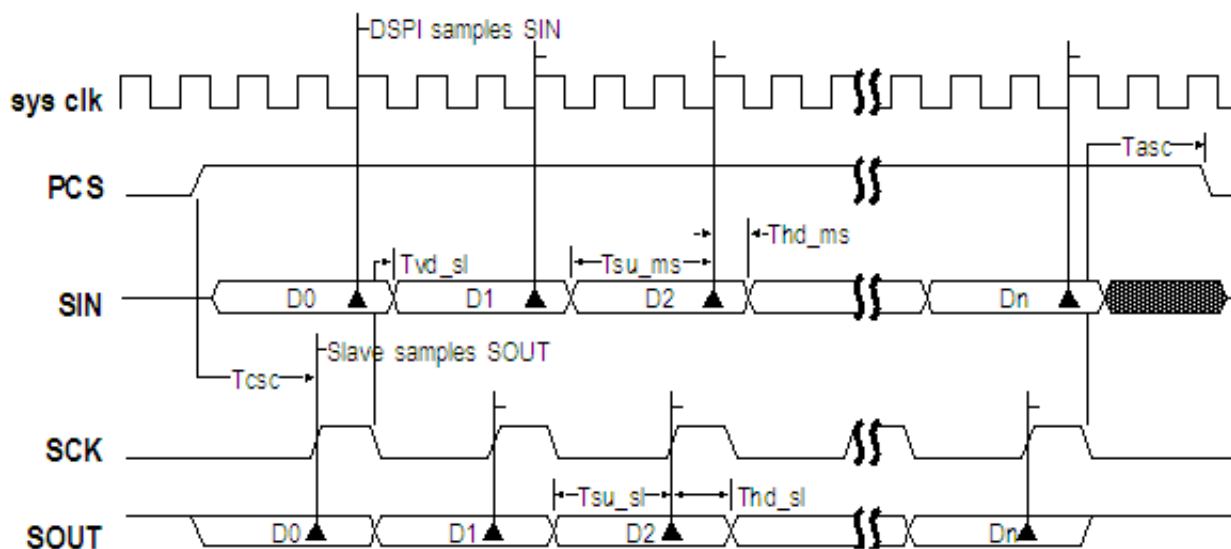 DSPI samples SIN
sys clk
Tasc
PCS
Thd_ms
Tvd_sl
Tsu_ms
SIN
D0
D1
D2
Dn
Slave samples SOUT
Tcsc
SCK
Tsu_sl
Thd_sl
SOUT
D0
D1
D2
Dn